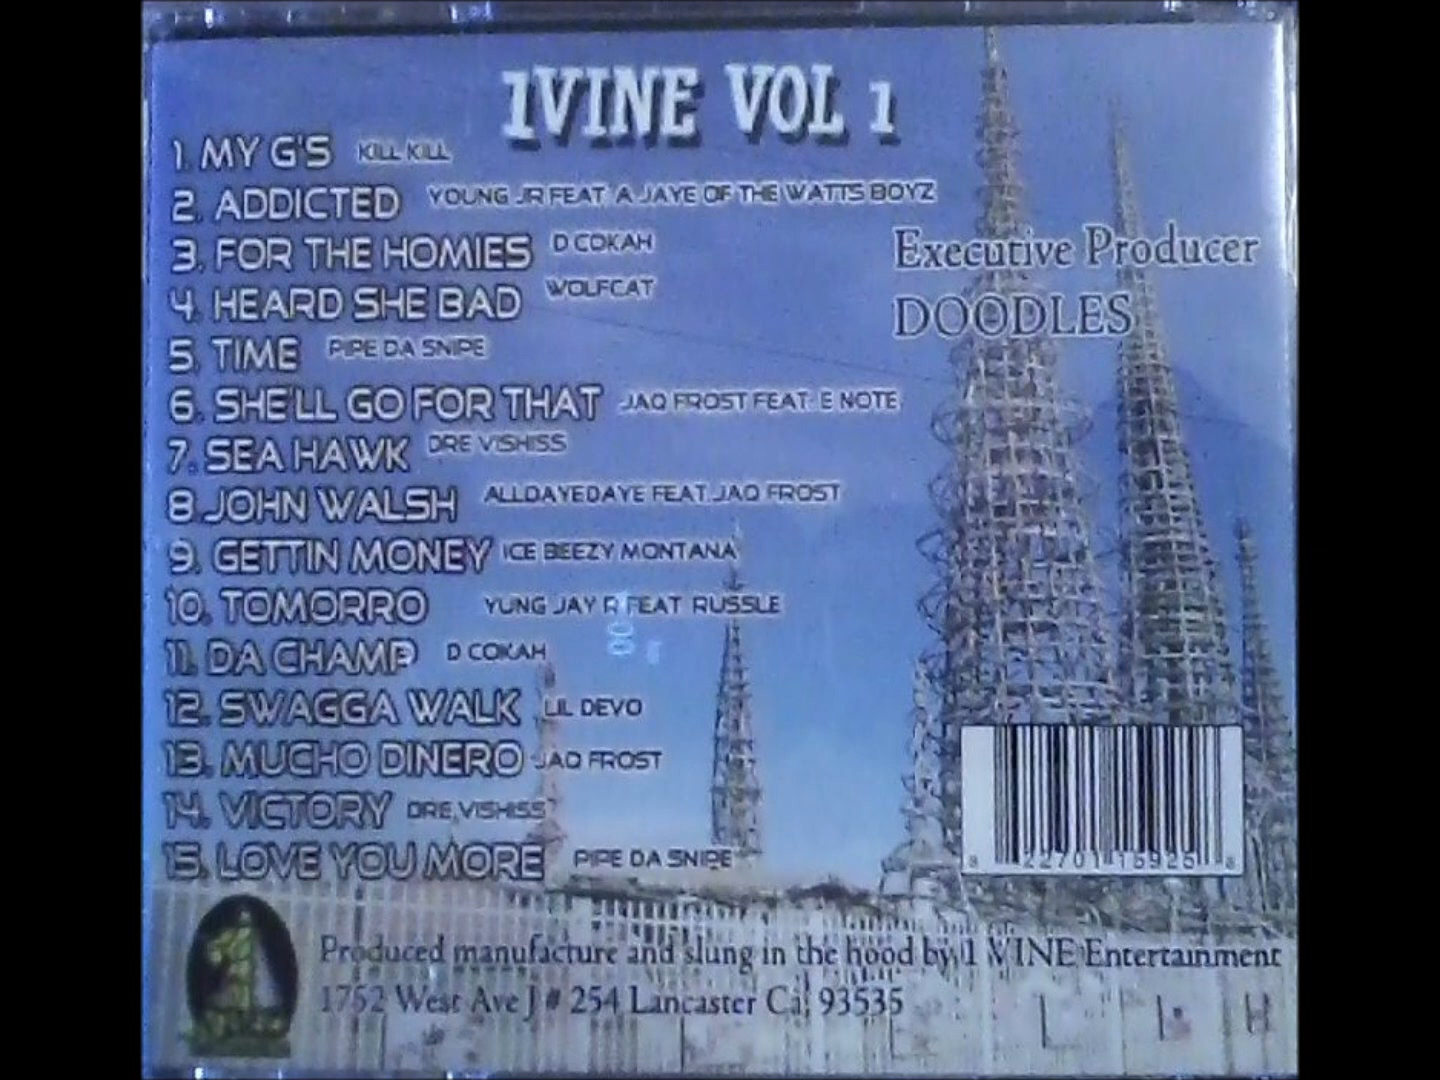 1VINE VOL 1
1. MY G'S KILL KILL
2. ADDICTED YOUNG JR FEAT. A JAYE OF THE WATTS BOYZ
3. FOR THE HOMIES D COKAH
4. HEARD SHE BAD WOLFCAT
5. TIME PIPE DA SNIPE
6. SHE'LL GO FOR THAT JAQ FROST FEAT. E NOTE
7. SEA HAWK DRE VISHISS
8 JOHN WALSH ALLDAYEDAYE FEAT. JAQ FROST
9. GETTIN MONEY ICE BEEZY MONTANA
10. TOMORRO YUNG JAY R FEAT RUSSLE
11. DA CHAMP D COKAH
12. SWAGGA WALK LIL DEVO
13. MUCHO DINERO JAQ FROST
14. VICTORY DRE VISHISS
15. LOVE YOU MORE PIPE DA SNIPE
Executive Producer
DOODLES
8 22701 15925 8
Produced manufacture and slung in the hood by 1 VINE Entertainment
1752 West Ave J # 254 Lancaster Ca, 93535